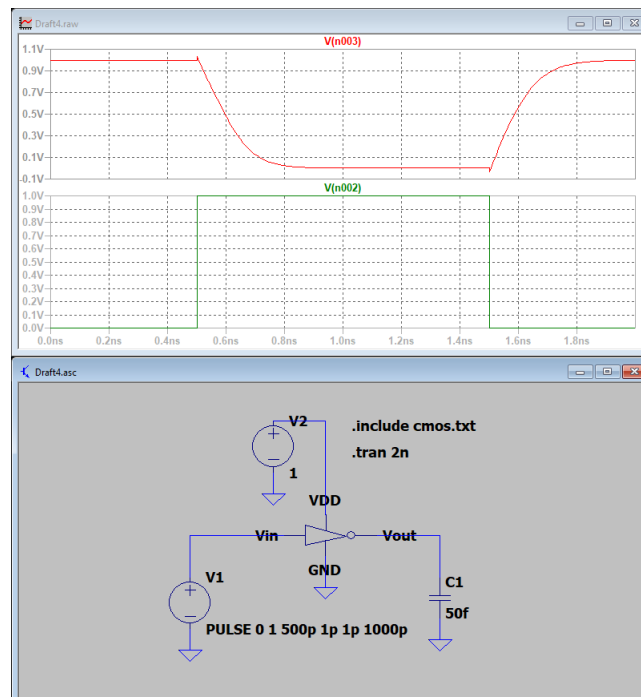 Draft4.raw
V(n003)
1.1V
0.9V
0.7V
0.5V
0.3V
0.1V
-0.1V
V(n002)
1.0V
0.9V
0.8V
0.7V
0.6V
0.5V
0.4V
0.3V
0.2V
0.1V
0.0V
0.0ns 0.2ns 0.4ns 0.6ns 0.8ns 1.0ns 1.2ns 1.4ns 1.6ns 1.8ns
Draft4.asc
V2
.include cmos.txt
.tran 2n
1
VDD
Vin
Vout
GND
V1
C1
50f
PULSE 0 1 500p 1p 1p 1000p